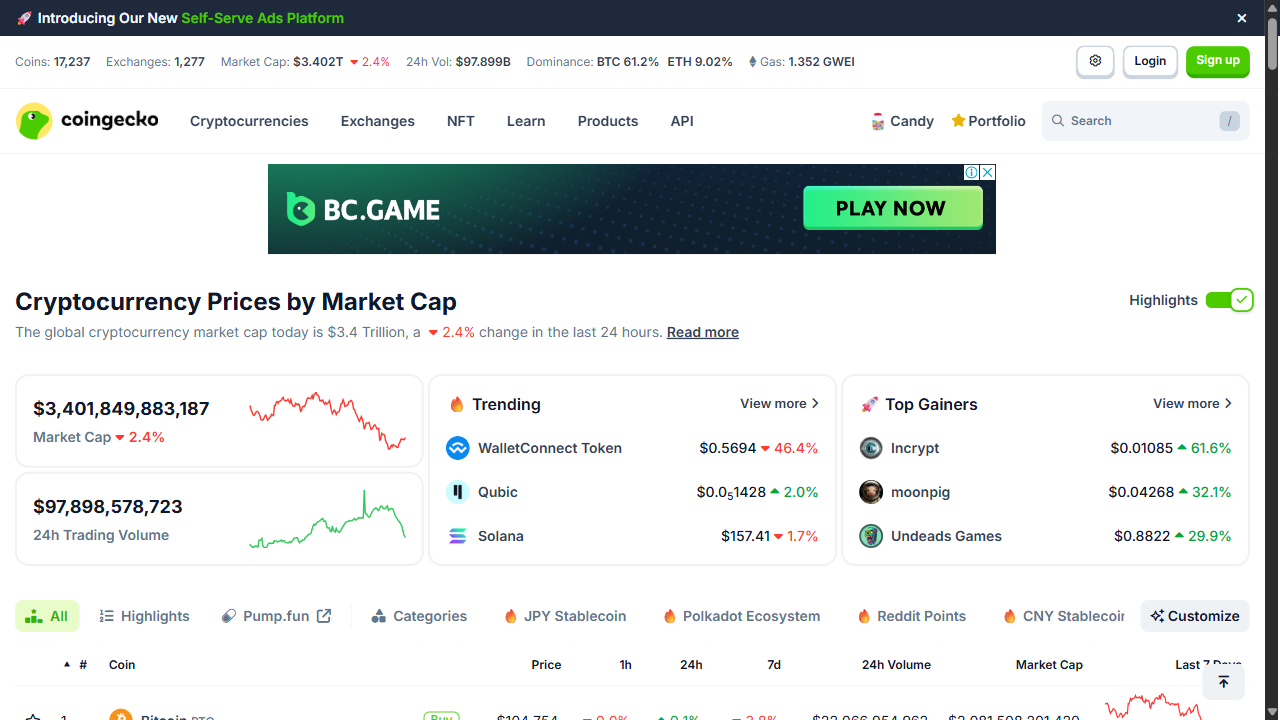 🚀 Introducing Our New Self-Serve Ads Platform ✕
Coins: 17,237 Exchanges: 1,277 Market Cap: $3.402T 2.4% 24h Vol: $97.899B Dominance: BTC 61.2% ETH 9.02% Gas: 1.352 GWEI Login Sign up
coingecko Cryptocurrencies Exchanges NFT Learn Products API Candy Portfolio Search /
BC.GAME PLAY NOW
Cryptocurrency Prices by Market Cap Highlights
The global cryptocurrency market cap today is $3.4 Trillion, a 2.4% change in the last 24 hours. Read more
$3,401,849,883,187
Market Cap 2.4%
$97,898,578,723
24h Trading Volume
Trending View more
WalletConnect Token $0.5694 46.4%
Qubic $0.0₅1428 2.0%
Solana $157.41 1.7%
Top Gainers View more
Incrypt $0.01085 61.6%
moonpig $0.04268 32.1%
Undeads Games $0.8822 29.9%
All Highlights Pump.fun Categories JPY Stablecoin Polkadot Ecosystem Reddit Points CNY Stablecoin Customize
# Coin Price 1h 24h 7d 24h Volume Market Cap Last 7 Days
1 Bitcoin BTC Buy $104,754